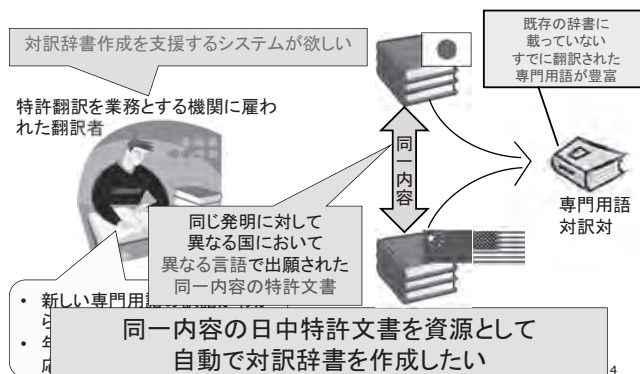 対訳辞書作成を支援するシステムが欲しい
既存の辞書に
載っていない
すでに翻訳された
専門用語が豊富
特許翻訳を業務とする機関に雇わ
れた翻訳者
同一内容
専門用語
対訳対
同じ発明に対して
異なる国において
異なる言語で出願された
同一内容の特許文書
• 新しい専門用語
ら
•
同一内容の日中特許文書を資源として
自動で対訳辞書を作成したい
4